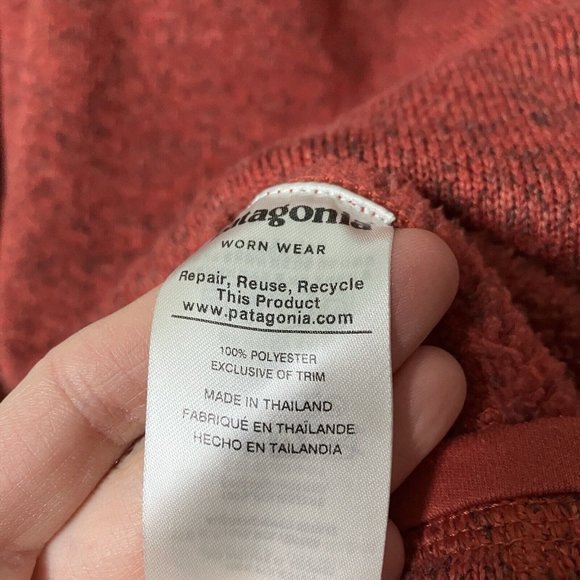 patagonia
WORN WEAR
Repair, Reuse, Recycle
This Product
www.patagonia.com
100% POLYESTER
EXCLUSIVE OF TRIM
MADE IN THAILAND
FABRIQUÉ EN THAÏLANDE
HECHO EN TAILANDIA